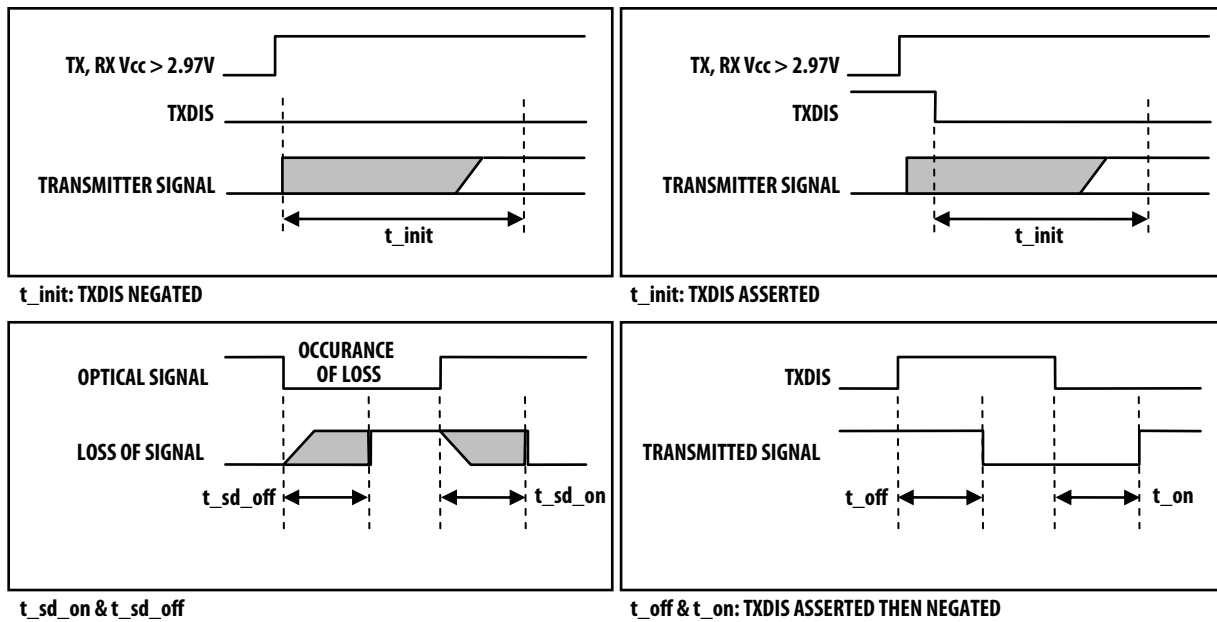 TX, RX Vcc > 2.97V
TXDIS
TRANSMITTER SIGNAL
t_init
t_init: TXDIS NEGATED
TX, RX Vcc > 2.97V
TXDIS
TRANSMITTER SIGNAL
t_init
t_init: TXDIS ASSERTED
OCCURANCE
OF LOSS
OPTICAL SIGNAL
LOSS OF SIGNAL
t_sd_off
t_sd_on
t_sd_on & t_sd_off
TXDIS
TRANSMITTED SIGNAL
t_off
t_on
t_off & t_on: TXDIS ASSERTED THEN NEGATED